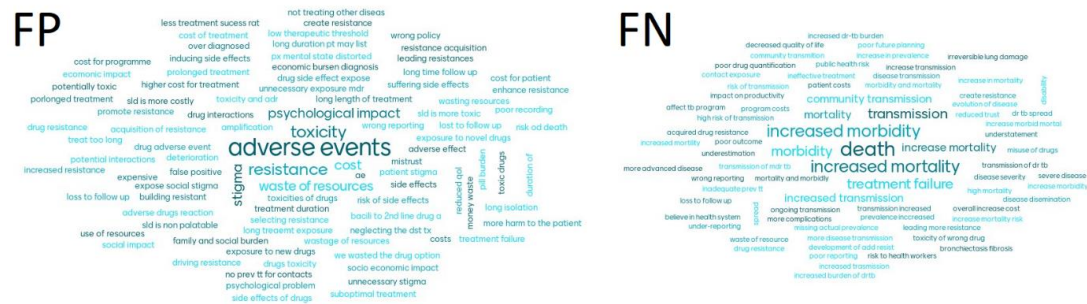 FP
not treating other diseas
less treatment sucess rat
create resistance
cost of treatment
low therapeutic threshold
wrong policy
over diagnosed
long duration pt may list
resistance acquisition
inducing side effects
px mental state distorted
leading resistances
cost for programme
economic bursen diagnosis
long time follow up
economic impact
prolonged treatment
drug side effect expose
suffering side effects
cost for patient
potentially toxic
higher cost for treatment
unnecessary exposure mdr
enhance resistance
toxicity and adr
long length of treatment
wasting resources
porlonged treatment
sld is more costly
psychological impact
sld is more toxic
poor recording
promote resistance
drug interactions
toxicity
wrong reporting
lost to follow up
risk od death
drug resistance
acquisition of resistance
amplification
exposure to novel drugs
treat too long
drug adverse event
adverse events
adverse effect
potential interactions
deterioration
resistance
cost
mistrust
increased resistance
false positive
ae
patient stigma
expensive
stigma
side effects
expose social stigma
waste of resources
reduced qol
money waste
pill burden
toxic drugs
duration of
loss to follow up
building resistant
toxicities of drugs
risk of side effects
long isolation
adverse drugs reaction
treatment duration
bacili to 2nd line drug a
sld is non palatable
selecting resistance
more harm to the patient
use of resources
long treaemnt exposure
neglecting the dst tx
social impact
family and social burden
wastage of resources
costs
treatment failure
exposure to new drugs
we wasted the drug option
driving resistance
drugs toxicity
socio economic impact
no prev tt for contacts
unnecessary stigma
psychological problem
suboptimal treatment
side effects of drugs
FN
increased dr-tb burden
decreased quality of life
poor future planning
community transmition
increase in prevalence
irreversible lung damage
poor drug quantification
public health risk
increase transmission
contact exposure
ineffective treatment
disease transmission
increase in mortality
risk of transmission
patient costs
morbidity and mortality
disability
impact on productivity
community transmission
create resistance
evolution of disease
affect tb program
program costs
mortality
transmission
reduced trust
dr tb spread
high risk of transmission
increase morbid mortal
acquired drug resistance
increased morbidity
understatement
increased mortility
poor outcome
morbidity
death
increase mortality
misuse of drugs
underestimation
more advanced disease
transmission of mdr tb
increased mortality
transmission of dr tb
wrong reporting
mortality and morbidly
disease severity
severe disease
inadequate prev tt
treatment failure
high mortality
increase morbidity
loss to follow up
increased transmission
disease disemination
spread
ongoing transmission
transmission increased
overall increase cost
believe in health system
more complications
prevalence increased
increase mortality risk
under-reporting
missing actual prevalence
leading more resistance
waste of resource
more disease transmission
toxicity of wrong drug
drug resistance
development of add resist
bronchiectasis fibrosis
poor reporting
risk to health workers
increased trasmission
increased burden of drtb